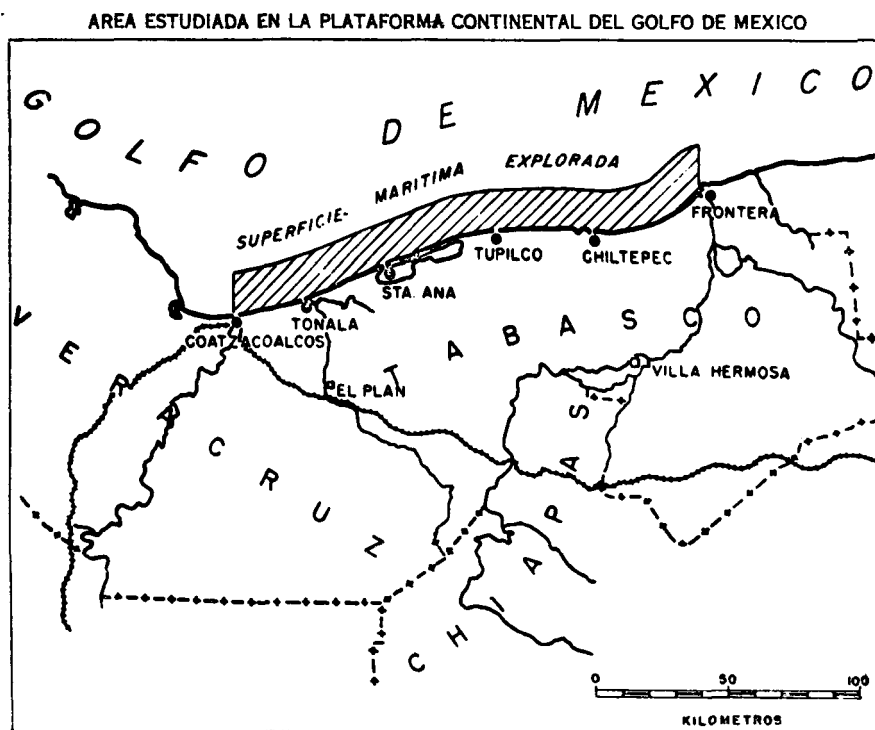 AREA ESTUDIADA EN LA PLATAFORMA CONTINENTAL DEL GOLFO DE MEXICO
GOLFO DE MEXICO
SUPERFICIE- MARITIMA EXPLORADA
FRONTERA
TUPILCO
CHILTEPEC
STA. ANA
TONALA
COATZACOALCOS
TABASCO
VILLA HERMOSA
EL PLAN
VERACRUZ
CHIAPAS
0 50 100
KILOMETROS